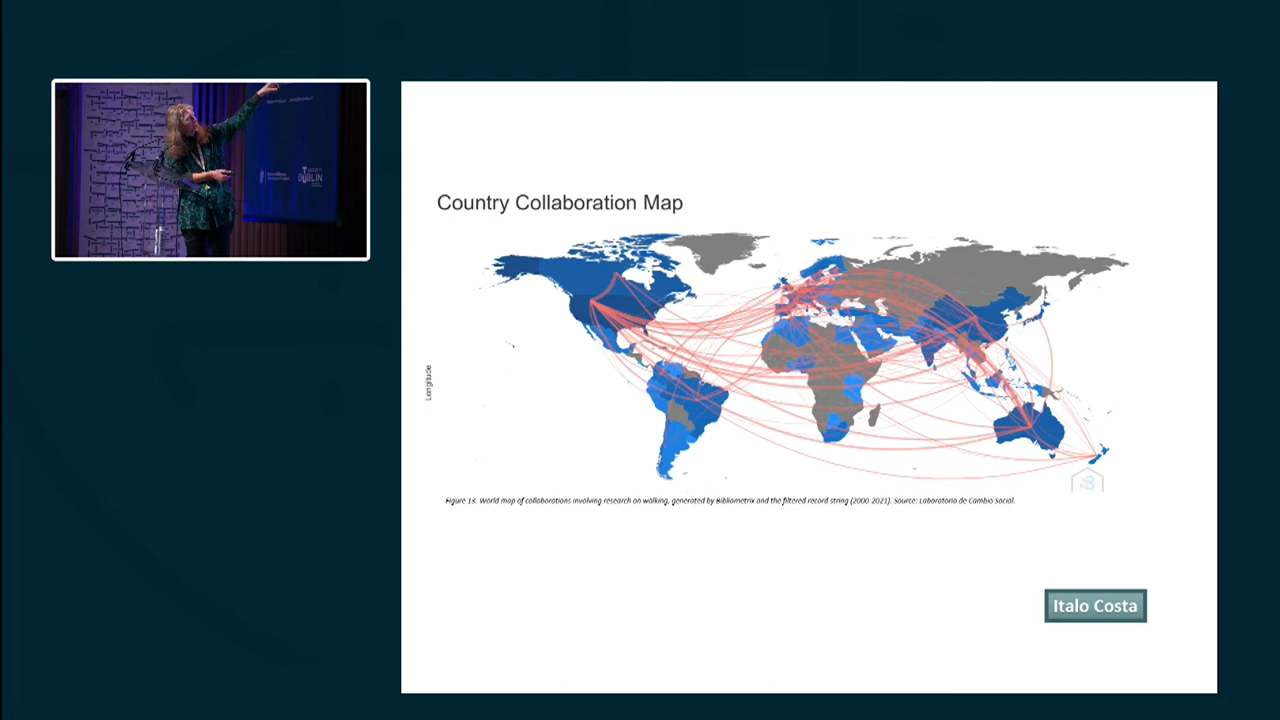 DUBLIN
Country Collaboration Map
Longitude
Figure 13. World map of collaborations involving research on walking, generated by Bibliometrix and the filtered record string (2000-2021). Source: Laboratorio de Cambio Social.
Italo Costa